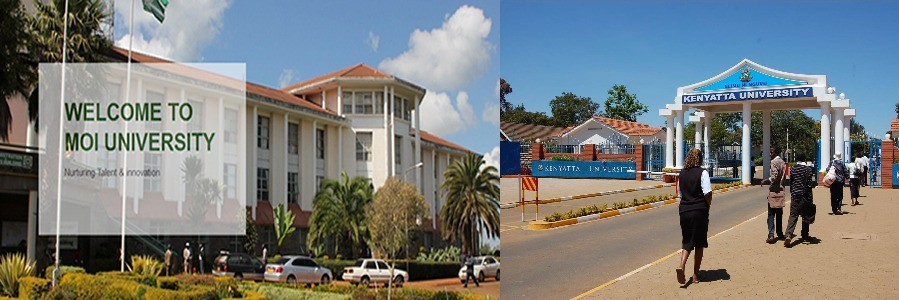 WELCOME TO
MOI UNIVERSITY
Nurturing Talent & innovation
KENYATTA UNIVERSITY
KENYATTA UNIVERSITY